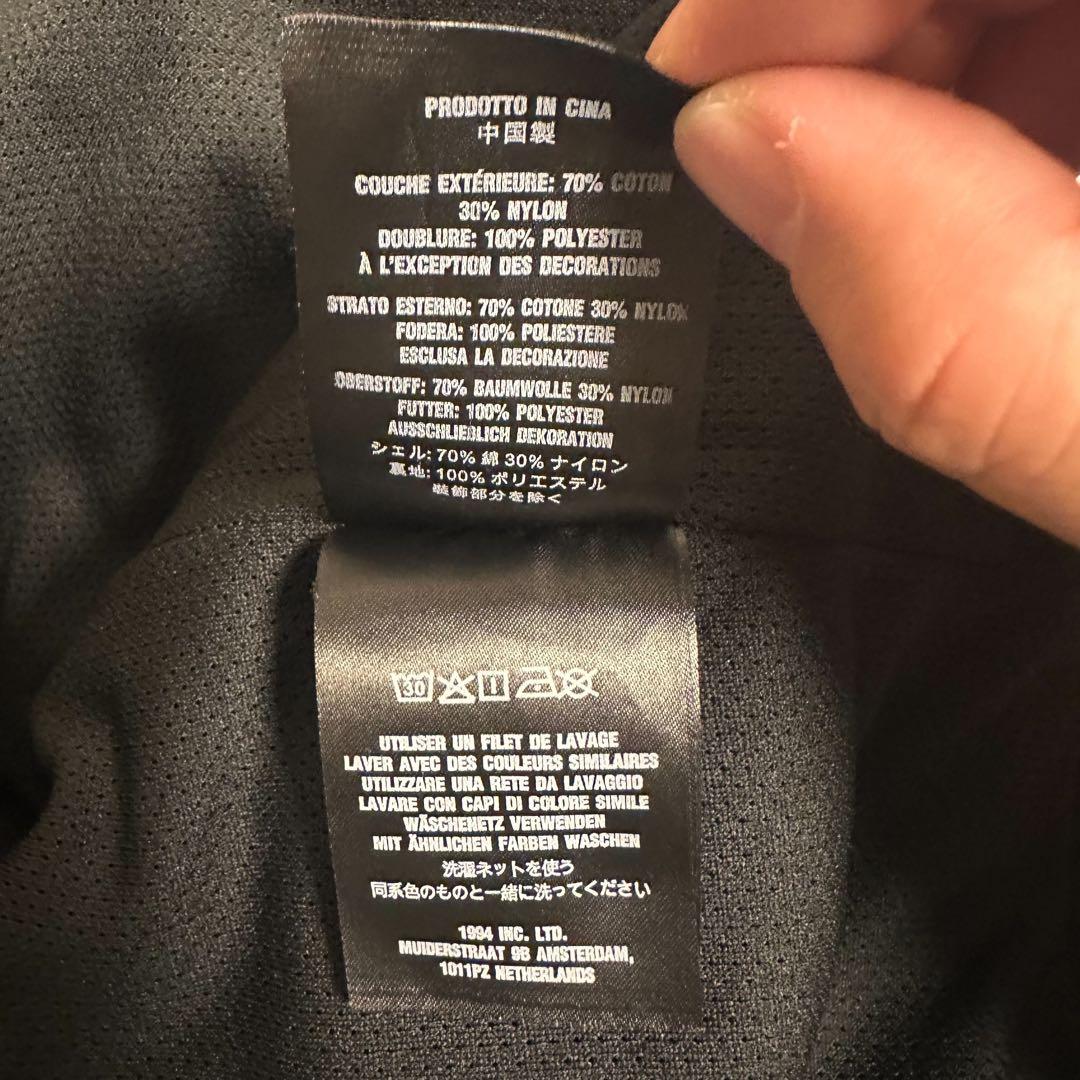 PRODOTTO IN CINA
中国製
COUCHE EXTÉRIEURE: 70% COTON
30% NYLON
DOUBLURE: 100% POLYESTER
À L'EXCEPTION DES DECORATIONS
STRATO ESTERNO: 70% COTONE 30% NYLON
FODERA: 100% POLIESTERE
ESCLUSA LA DECORAZIONE
OBERSTOFF: 70% BAUMWOLLE 30% NYLON
FUTTER: 100% POLYESTER
AUSSCHLIEBLICH DEKORATION
シェル: 70% 綿 30% ナイロン
裏地: 100% ポリエステル
装飾部分を除く
30
UTILISER UN FILET DE LAVAGE
LAVER AVEC DES COULEURS SIMILAIRES
UTILIZZARE UNA RETE DA LAVAGGIO
LAVARE CON CAPI DI COLORE SIMILE
WÄSCHENETZ VERWENDEN
MIT ÄHNLICHEN FARBEN WASCHEN
洗濯ネットを使う
同系色のものと一緒に洗ってください
1994 INC. LTD.
MUIDERSTRAAT 9B AMSTERDAM,
1011PZ NETHERLANDS